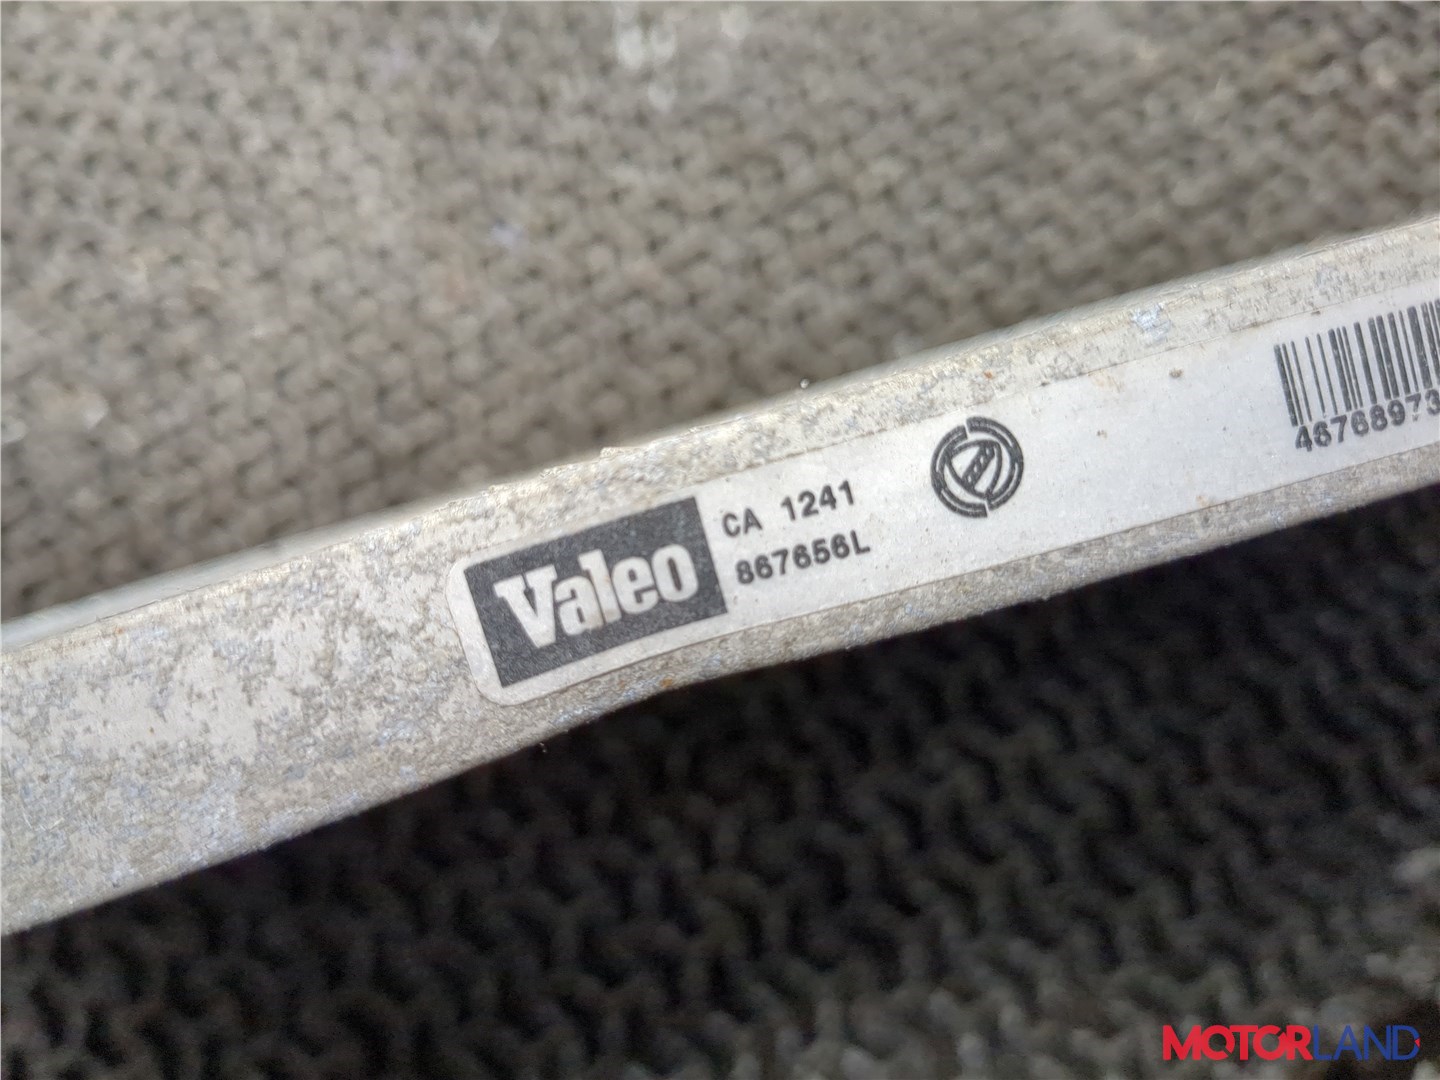 Valeo
CA 1241
867656L
46768973
MOTORLAND